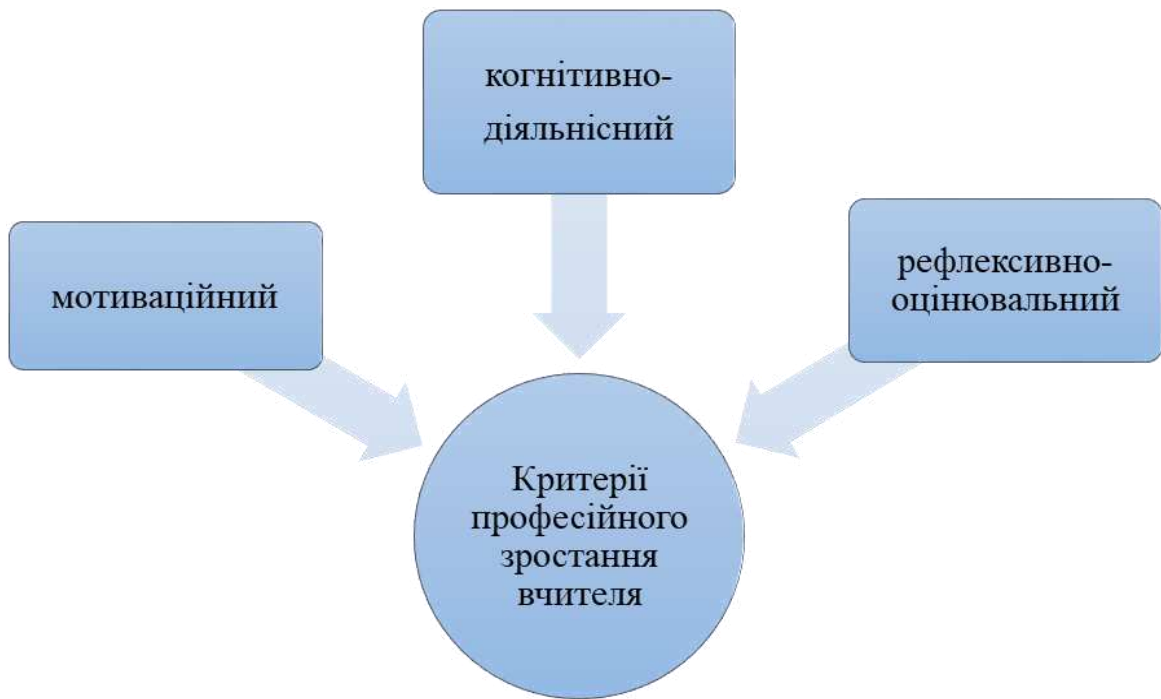 когнітивно-
діяльнісний
мотиваційний
рефлексивно-
оцінювальний
Критерії
професійного
зростання
вчителя